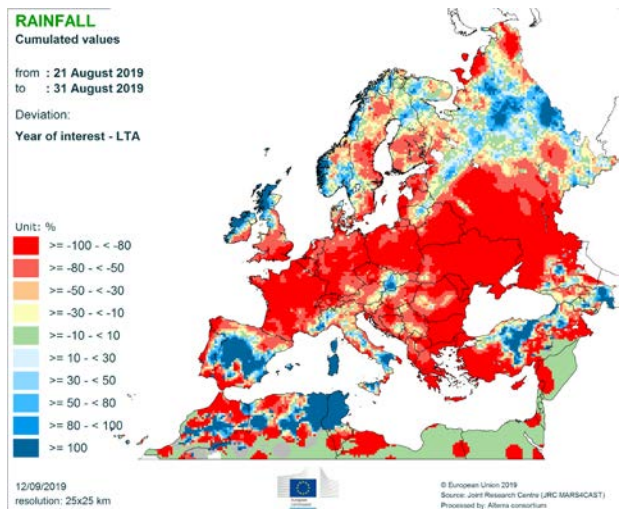 RAINFALL
Cumulated values
from : 21 August 2019
to : 31 August 2019
Deviation:
Year of interest - LTA
Unit: %
>= -100 - < -80
>= -80 - < -50
>= -50 - < -30
>= -30 - < -10
>= -10 - < 10
>= 10 - < 30
>= 30 - < 50
>= 50 - < 80
>= 80 - < 100
>= 100
12/09/2019
resolution: 25x25 km
© European Union 2019
Source: Joint Research Centre (JRC MARS4CAST)
Processed by: Alterra consortium